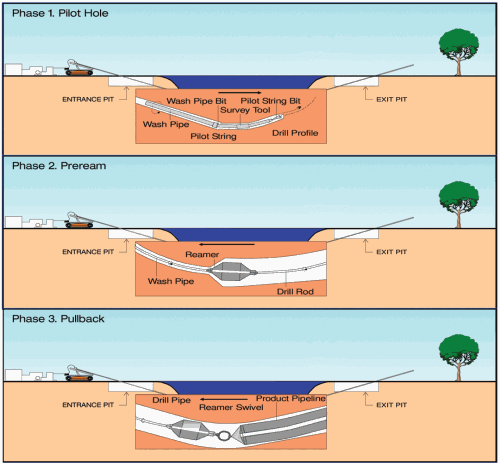 Phase 1. Pilot Hole
ENTRANCE PIT
EXIT PIT
Wash Pipe Bit
Pilot String Bit
Survey Tool
Wash Pipe
Drill Profile
Pilot String
Phase 2. Preream
ENTRANCE PIT
EXIT PIT
Reamer
Wash Pipe
Drill Rod
Phase 3. Pullback
ENTRANCE PIT
EXIT PIT
Drill Pipe
Product Pipeline
Reamer Swivel